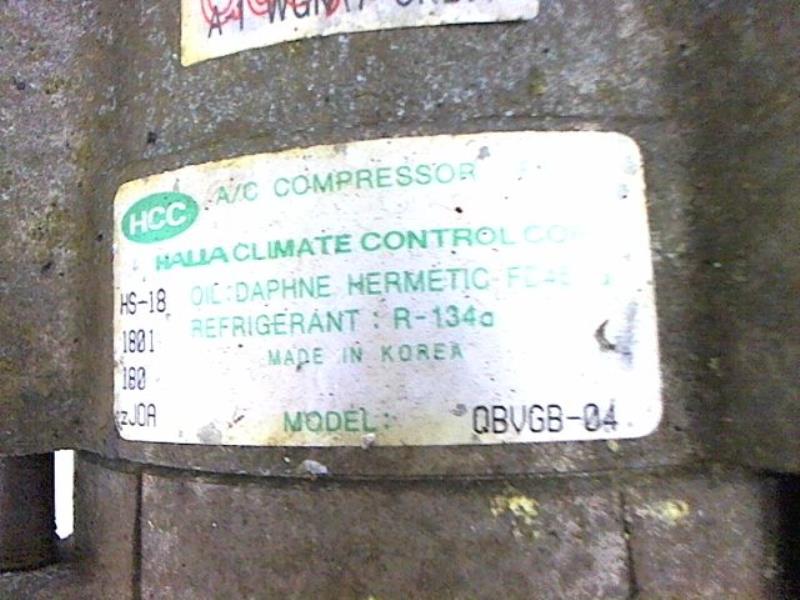 HCC
A/C COMPRESSOR
HALLA CLIMATE CONTROL
HS-18 OIL:DAPHNE HERMETIC
1801 REFRIGERANT : R-134a
180 MADE IN KOREA
MODEL: QBVGB-04